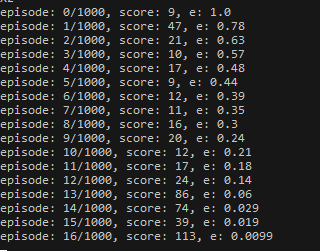 episode: 0/1000, score: 9, e: 1.0
episode: 1/1000, score: 47, e: 0.78
episode: 2/1000, score: 21, e: 0.63
episode: 3/1000, score: 10, e: 0.57
episode: 4/1000, score: 17, e: 0.48
episode: 5/1000, score: 9, e: 0.44
episode: 6/1000, score: 12, e: 0.39
episode: 7/1000, score: 11, e: 0.35
episode: 8/1000, score: 16, e: 0.3
episode: 9/1000, score: 20, e: 0.24
episode: 10/1000, score: 12, e: 0.21
episode: 11/1000, score: 17, e: 0.18
episode: 12/1000, score: 24, e: 0.14
episode: 13/1000, score: 86, e: 0.06
episode: 14/1000, score: 74, e: 0.029
episode: 15/1000, score: 39, e: 0.019
episode: 16/1000, score: 113, e: 0.0099